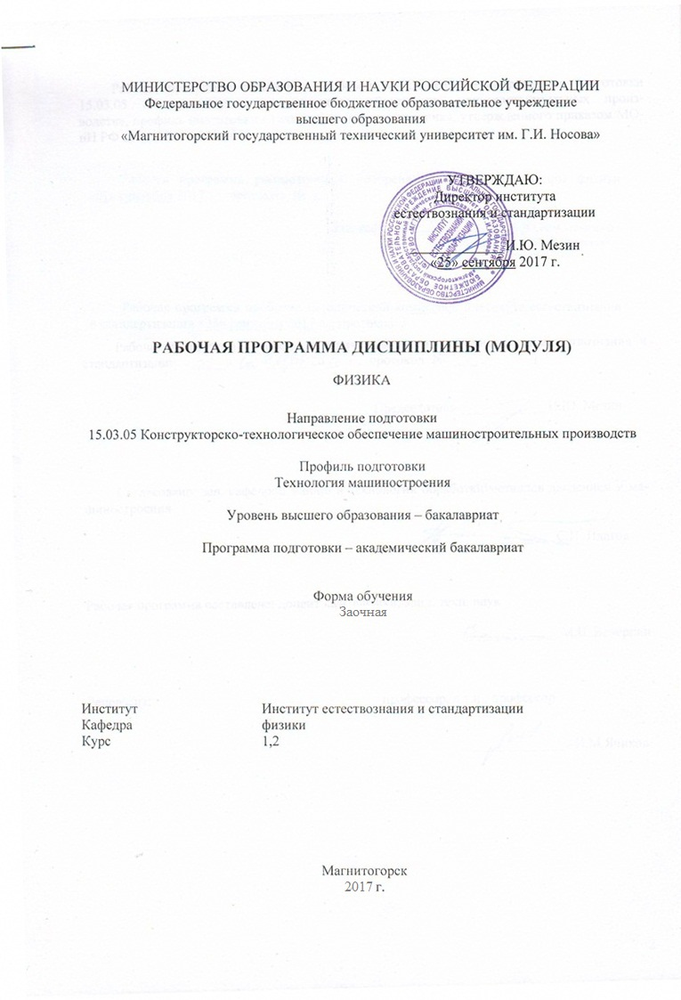 МИНИСТЕРСТВО ОБРАЗОВАНИЯ И НАУКИ РОССИЙСКОЙ ФЕДЕРАЦИИ
Федеральное государственное бюджетное образовательное учреждение
высшего образования
«Магнитогорский государственный технический университет им. Г.И. Носова»
УТВЕРЖДАЮ:
Директор института
естествознания и стандартизации
И.Ю. Мезин
«25» сентября 2017 г.
ИНСТИТУТ
ЕСТЕСТВОЗНАНИЯ
И СТАНДАРТИЗАЦИИ
РАБОЧАЯ ПРОГРАММА ДИСЦИПЛИНЫ (МОДУЛЯ)
ФИЗИКА
Направление подготовки
15.03.05 Конструкторско-технологическое обеспечение машиностроительных производств
Профиль подготовки
Технология машиностроения
Уровень высшего образования – бакалавриат
Программа подготовки – академический бакалавриат
Форма обучения
Заочная
Институт Институт естествознания и стандартизации
Кафедра физики
Курс 1,2
Магнитогорск
2017 г.